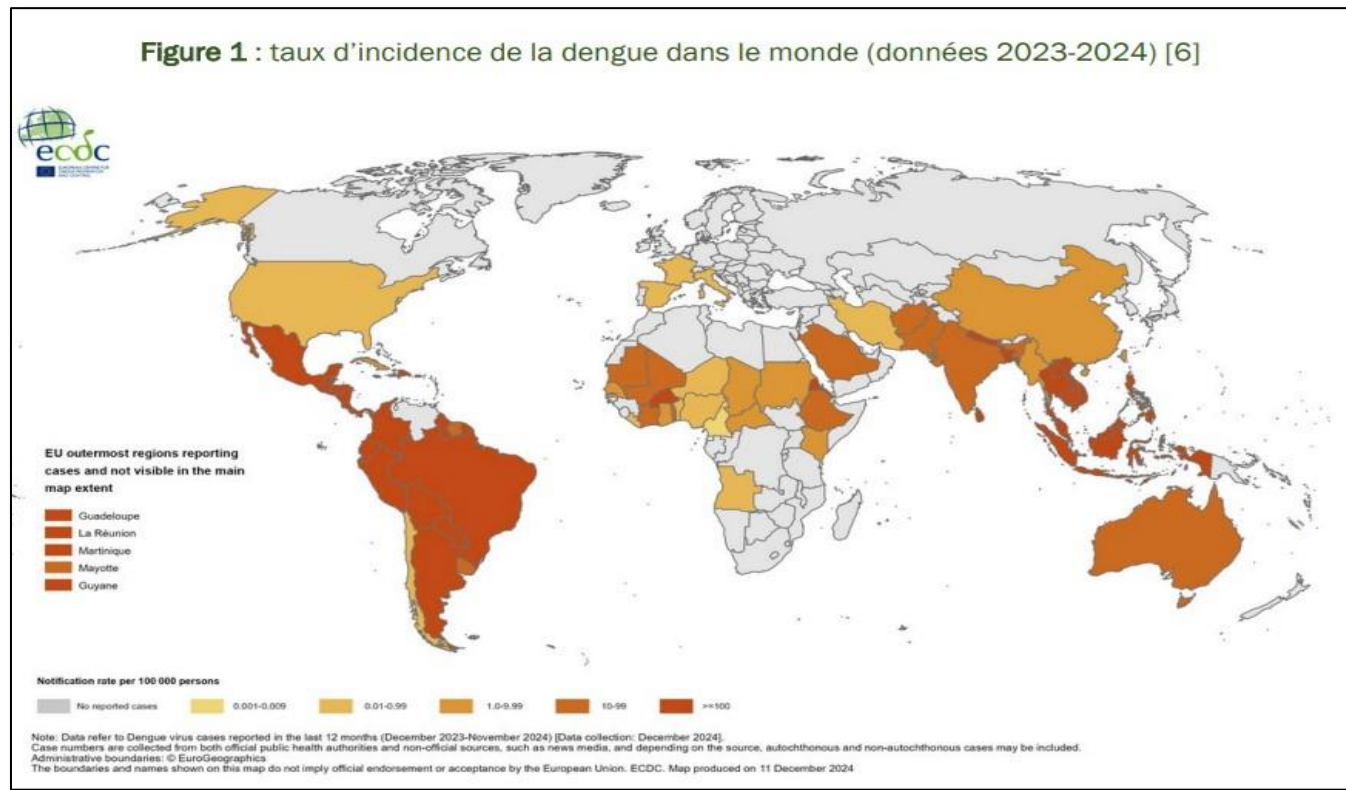 Figure 1 : taux d'incidence de la dengue dans le monde (données 2023-2024) [6]
ecdc
EU outermost regions reporting
cases and not visible in the main
map extent
Guadeloupe
La Réunion
Martinique
Mayotte
Guyane
Notification rate per 100 000 persons
No reported cases
0.001-0.009
0.01-0.99
1.0-9.99
10-99
>=100
Note: Data refer to Dengue virus cases reported in the last 12 months (December 2023-November 2024) [Data collection: December 2024].
Case numbers are collected from both official public health authorities and non-official sources, such as news media, and depending on the source, autochthonous and non-autochthonous cases may be included.
Administrative boundaries: © EuroGeographics
The boundaries and names shown on this map do not imply official endorsement or acceptance by the European Union. ECDC. Map produced on 11 December 2024